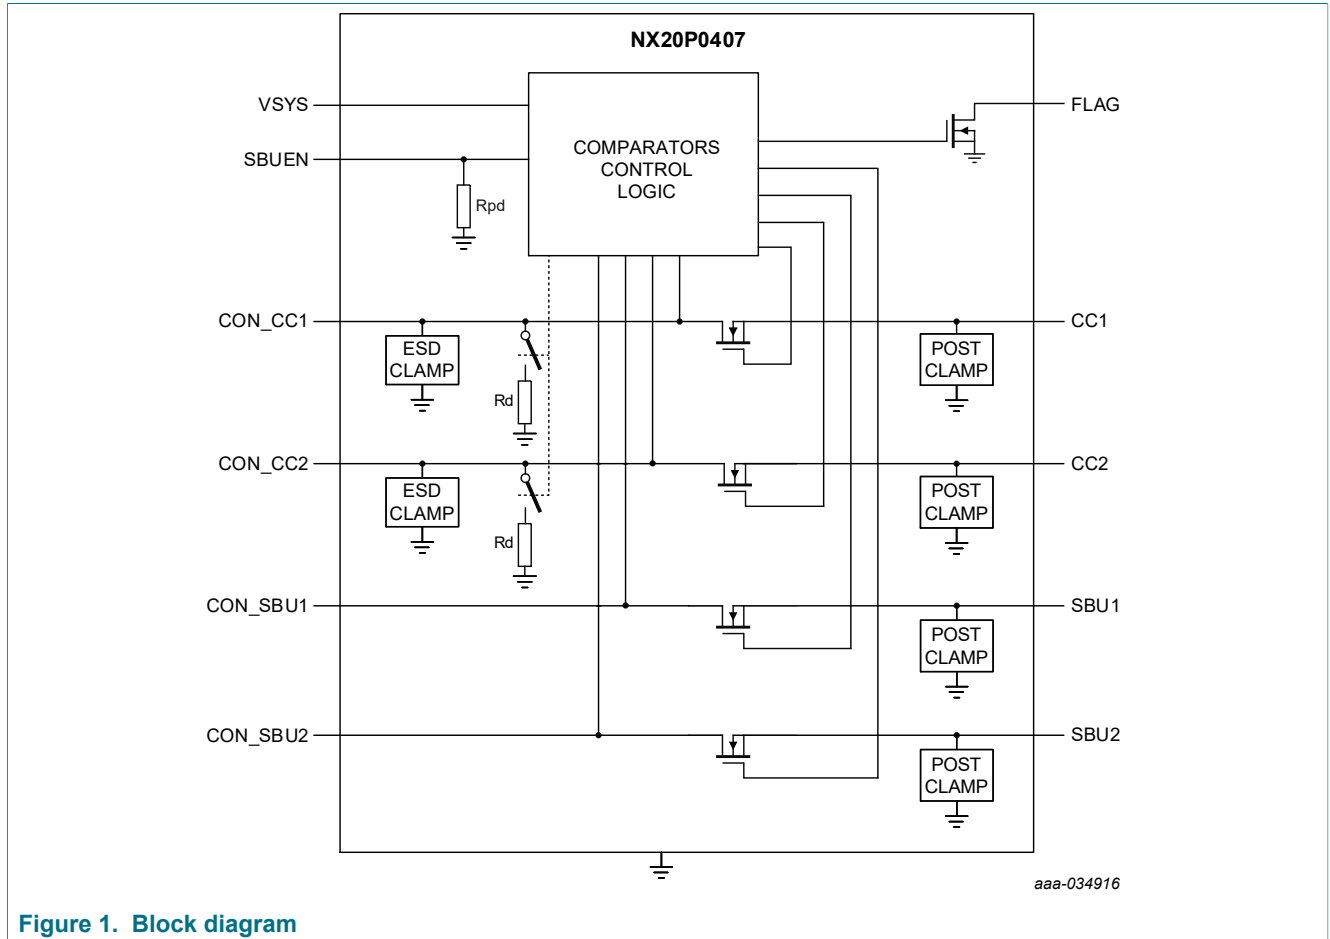 NX20P0407
VSYS
FLAG
SBUEN
COMPARATORS
CONTROL
LOGIC
Rpd
CON_CC1
CC1
ESD
CLAMP
POST
CLAMP
Rd
CON_CC2
CC2
ESD
CLAMP
POST
CLAMP
Rd
CON_SBU1
SBU1
POST
CLAMP
CON_SBU2
SBU2
POST
CLAMP
aaa-034916
Figure 1. Block diagram